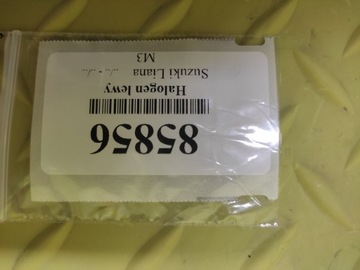 85856
Halogen lewy
Suzuki Liana
M3